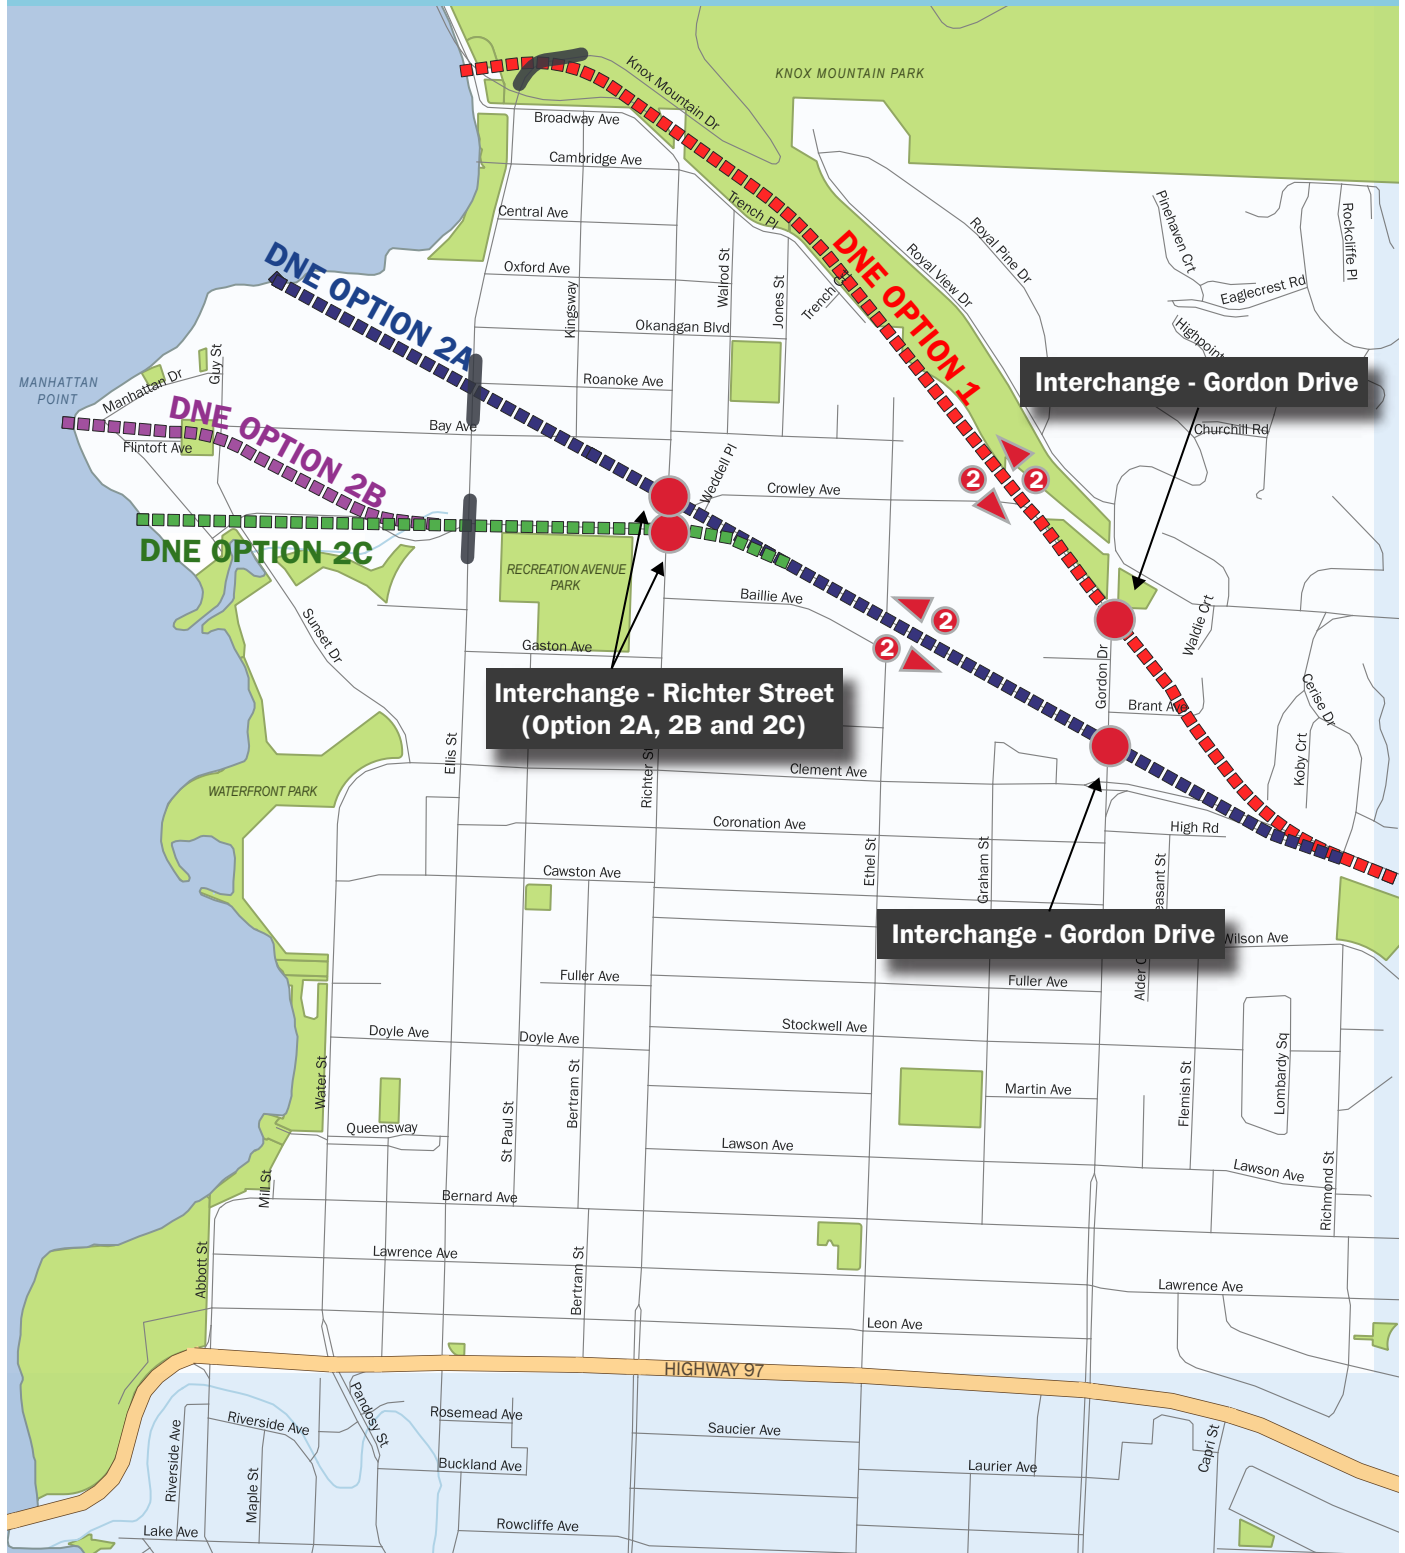 KNOX MOUNTAIN PARK
Knox Mountain Dr
Broadway Ave
Cambridge Ave
Central Ave
Trench Pl
Oxford Ave
Walrod St
Jones St
Kingsway
Trench
Okanagan Blvd
Royal View Dr
Royal Pine Dr
Pinehaven Crt
Rockcliffe Pl
Eaglecrest Rd
Highpoint
DNE OPTION 1
DNE OPTION 2A
Roanoke Ave
Guy St
MANHATTAN
POINT
Manhattan Dr
DNE OPTION 2B
Bay Ave
Flintoft Ave
Interchange - Gordon Drive
Churchill Rd
Weddell Pl
Crowley Ave
2
2
DNE OPTION 2C
RECREATION AVENUE
PARK
Baillie Ave
2
2
Sunset Dr
Gaston Ave
Waldie Crt
Gordon Dr
Brant Ave
Cerise Dr
Koby Crt
Interchange - Richter Street
(Option 2A, 2B and 2C)
Ellis St
Richter St
WATERFRONT PARK
Clement Ave
Coronation Ave
High Rd
Ethel St
Graham St
Cawston Ave
Interchange - Gordon Drive
Wilson Ave
Fuller Ave
Fuller Ave
Doyle Ave
Doyle Ave
Stockwell Ave
Water St
Bertram St
St Paul St
Martin Ave
Flemish St
Lombardy Sq
Queensway
Lawson Ave
Lawson Ave
Richmond St
Mill St
Bernard Ave
Abbott St
Lawrence Ave
Bertram St
Lawrence Ave
Leon Ave
HIGHWAY 97
Pandosy St
Riverside Ave
Riverside Ave
Rosemead Ave
Saucier Ave
Capri St
Maple St
Buckland Ave
Laurier Ave
Lake Ave
Rowcliffe Ave